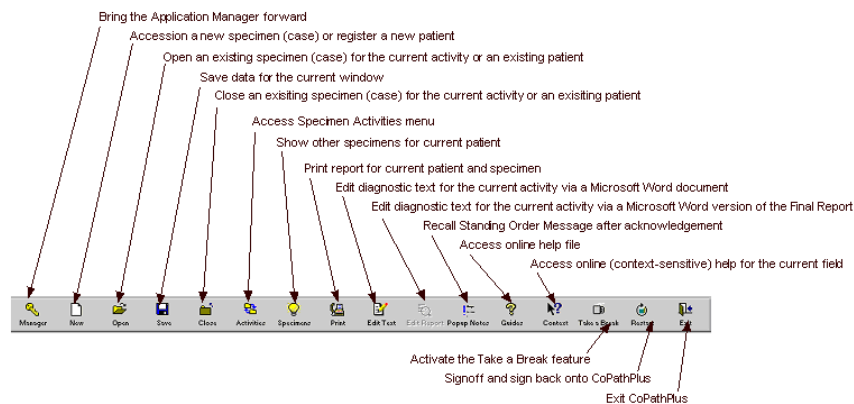 Bring the Application Manager forward
Accession a new specimen (case) or register a new patient
Open an existing specimen (case) for the current activity or an existing patient
Save data for the current window
Close an exisiting specimen (case) for the current activity or an exisiting patient
Access Specimen Activities menu
Show other specimens for current patient
Print report for current patient and specimen
Edit diagnostic text for the current activity via a Microsoft Word document
Edit diagnostic text for the current activity via a Microsoft Word version of the Final Report
Recall Standing Order Message after acknowledgement
Access online help file
Access online (context-sensitive) help for the current field
Manager New Open Save Close Activities Specimens Print Edit Text Edit Report Popup Notes Guides Context Take a Break Restart Exit
Activate the Take a Break feature
Signoff and sign back onto CoPathPlus
Exit CoPathPlus